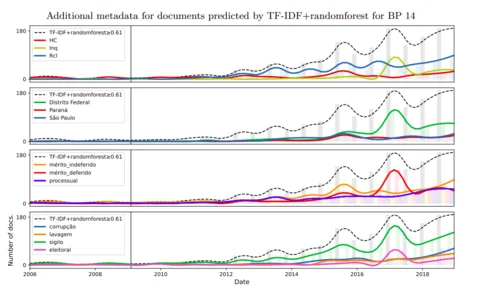 Additional metadata for documents predicted by TF-IDF+randomforest for BP 14
180
0
TF-IDF+randomforest≥0.61
HC
Inq
Rcl
180
0
TF-IDF+randomforest≥0.61
Distrito Federal
Paraná
São Paulo
180
0
TF-IDF+randomforest≥0.61
mérito_indeferido
mérito_deferido
processual
180
0
TF-IDF+randomforest≥0.61
corrupção
lavagem
sigilo
eleitoral
Number of docs.
2006 2008 2010 2012 2014 2016 2018
Date